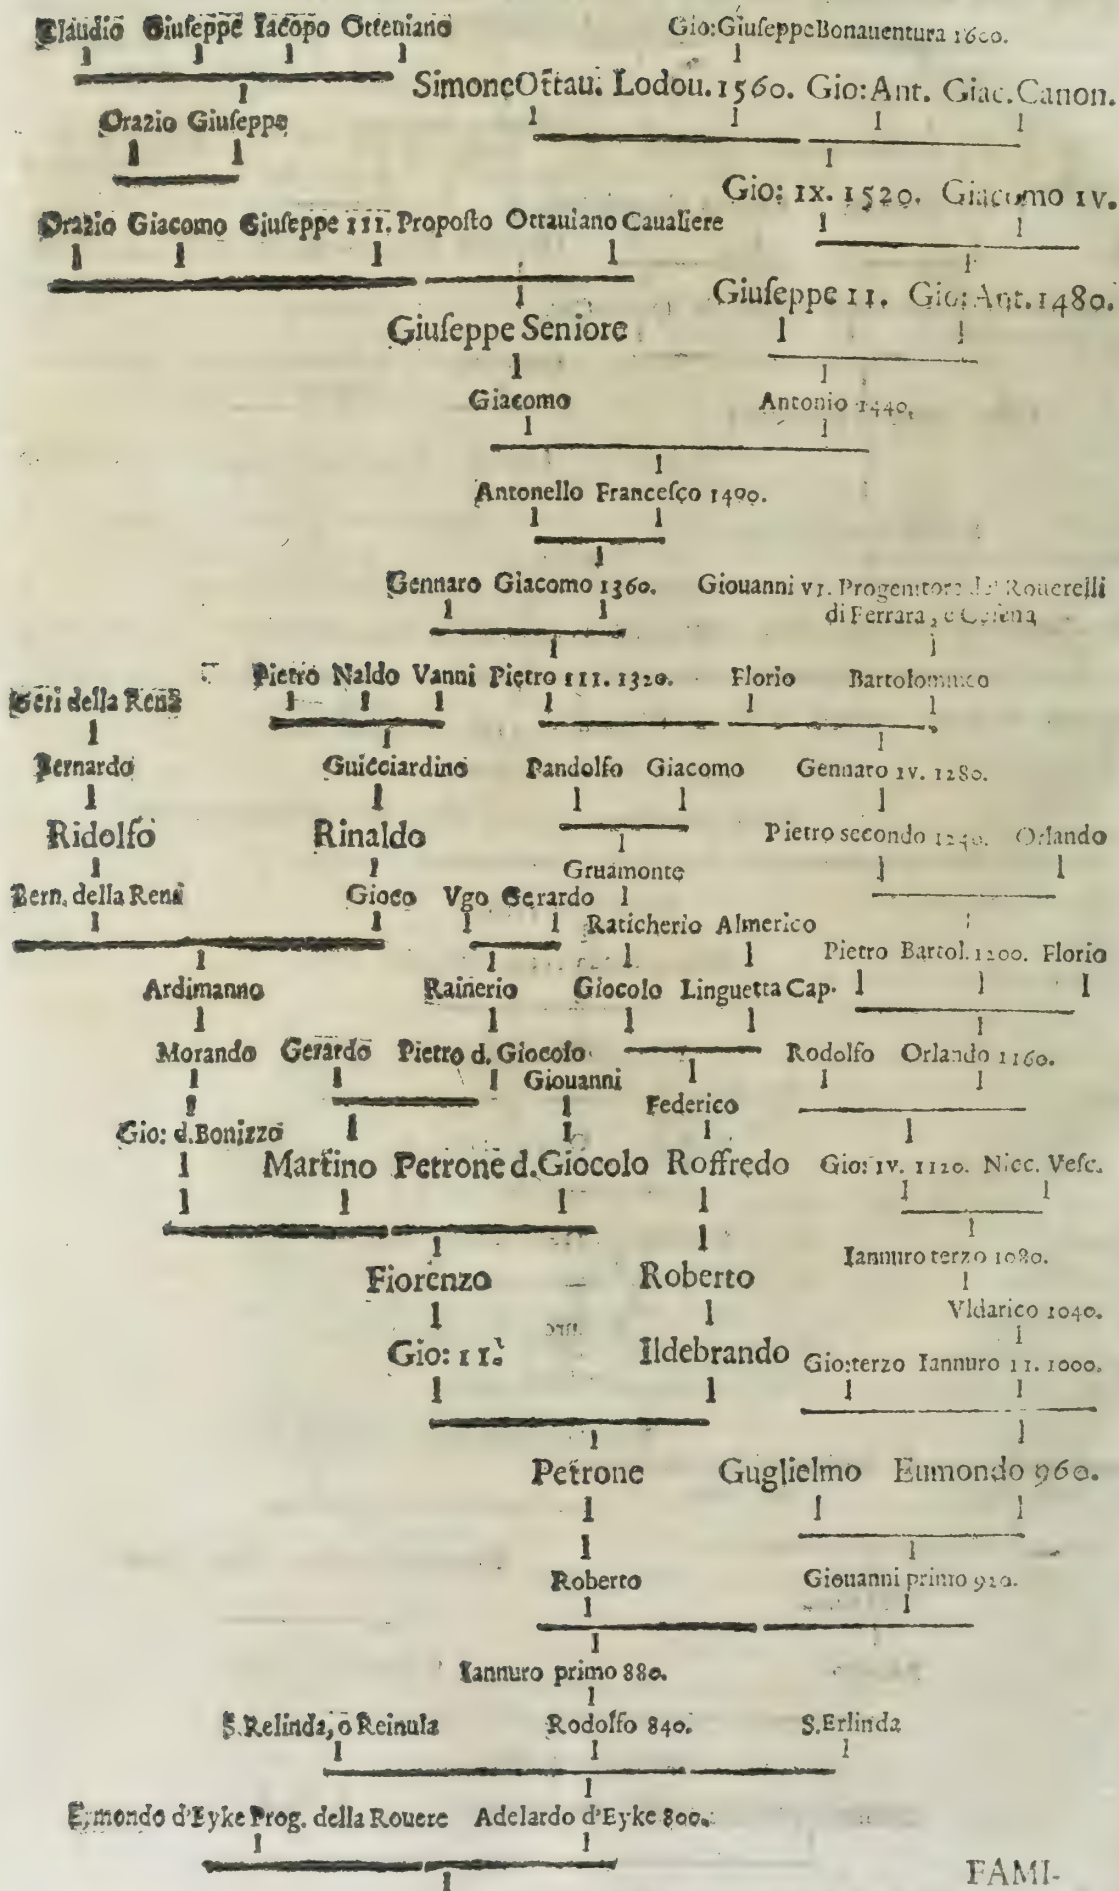 Claudio Giuſeppe Iacopo Otteniano Gio:GiuſeppeBonauentura 1600.
SimoneOttau. Lodou. 1560. Gio:Ant. Giac.Canon.
Orazio Giuſeppe
Gio: IX. 1520. Giacomo IV.
Orazio Giacomo Giuſeppe III. Propoſto Ottauiano Caualiere
Giuſeppe II. Gio: Ant. 1480.
Giuſeppe Seniore
Giacomo Antonio 1440.
Antonello Franceſco 1400.
Gennaro Giacomo 1360. Giouanni VI. Progenitore Rouerelli
di Ferrara, e
Pietro Naldo Vanni Pietro III. 1320. Florio Bartolommeo
Geri della Rena
Bernardo Guicciardino Pandolfo Giacomo Gennaro IV. 1280.
Ridolfo Rinaldo Pietro secondo 1240. Orlando
Gruamonte
Bern. della Rena Gioco Vgo Gerardo
Raticherio Almerico
Pietro Bartol. 1200. Florio
Ardimanno Rainerio Giocolo Linguetta Cap.
Morando Gerardo Pietro d. Giocolo Rodolfo Orlando 1160.
Giouanni
Federico
Gio: d.Bonizzo
Martino Petrone d.Giocolo Roffredo Gio: IV. 1120. Nicc. Veſc.
Fiorenzo Roberto Iannuro terzo 1080.
Vldarico 1040.
Gio: II. Ildebrando Gio:terzo Iannuro II. 1000.
Petrone Guglielmo Eumondo 960.
Roberto Giouanni primo 920.
Iannuro primo 880.
S.Relinda, ò Reinula Rodolfo 840. S.Erlinda
Eymondo d'Eyke Prog. della Rouere Adelardo d'Eyke 800.
FAMI-